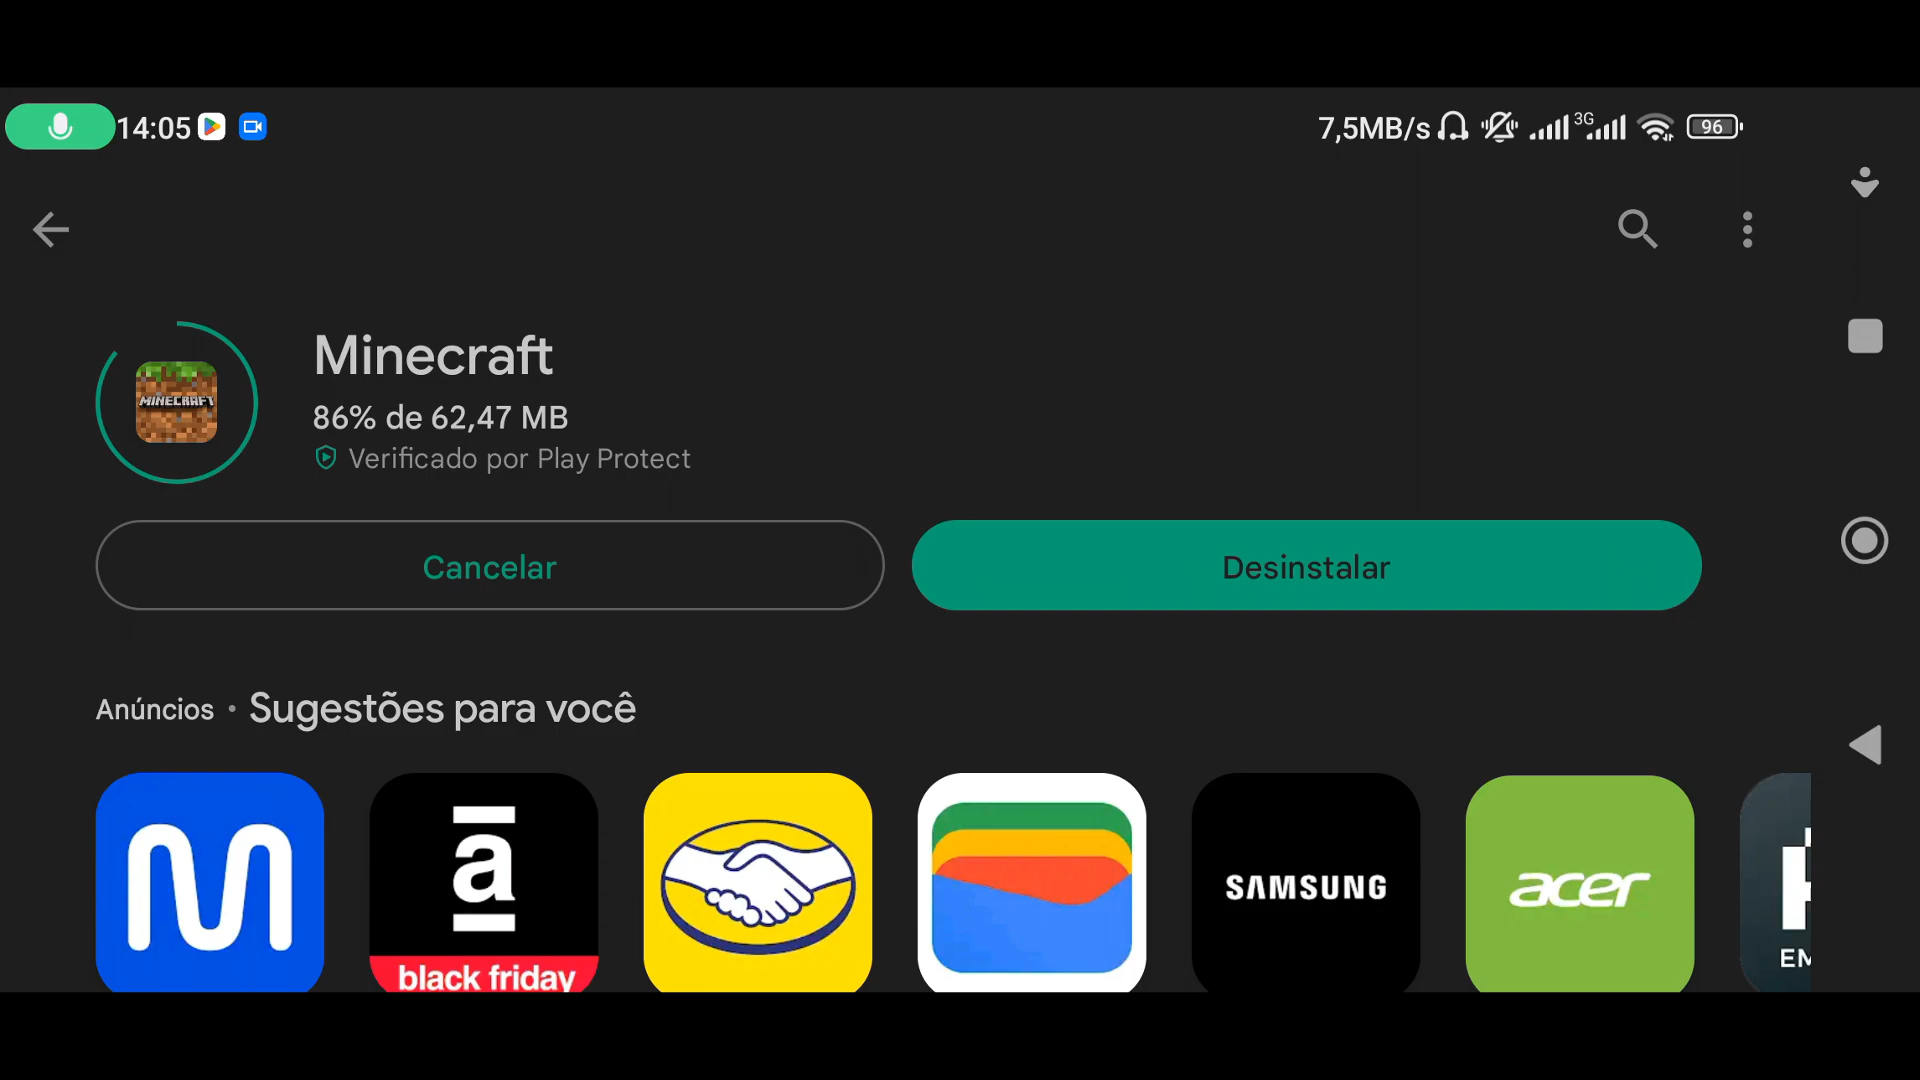 14:05
7,5MB/s 3G 96
MINECRAFT
Minecraft
86% de 62,47 MB
Verificado por Play Protect
Cancelar
Desinstalar
Anúncios • Sugestões para você
a
black friday
SAMSUNG
acer